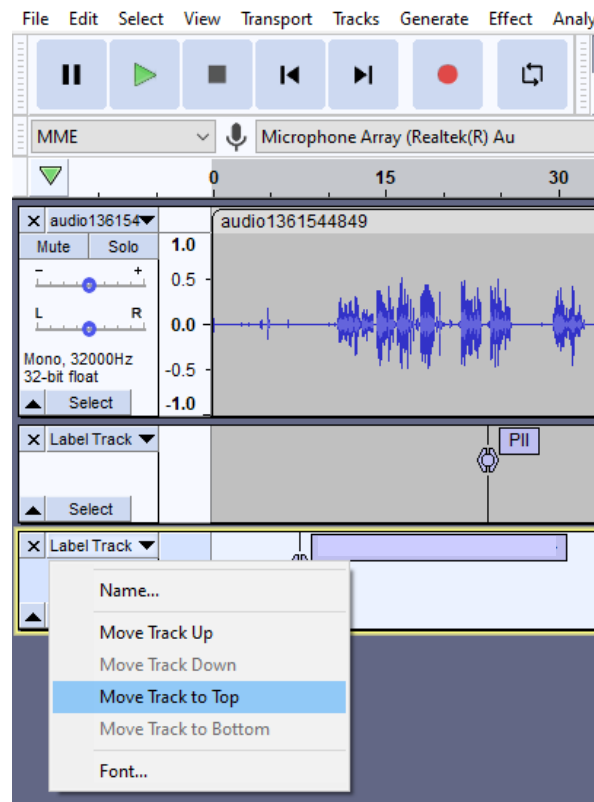 File Edit Select View Transport Tracks Generate Effect Analy
MME Microphone Array (Realtek(R) Au
0 15 30
audio136154 audio1361544849
Mute Solo 1.0
- + 0.5
L R 0.0
Mono, 32000Hz
32-bit float -0.5
Select -1.0
Label Track PII
Select
Label Track
Name...
Move Track Up
Move Track Down
Move Track to Top
Move Track to Bottom
Font...